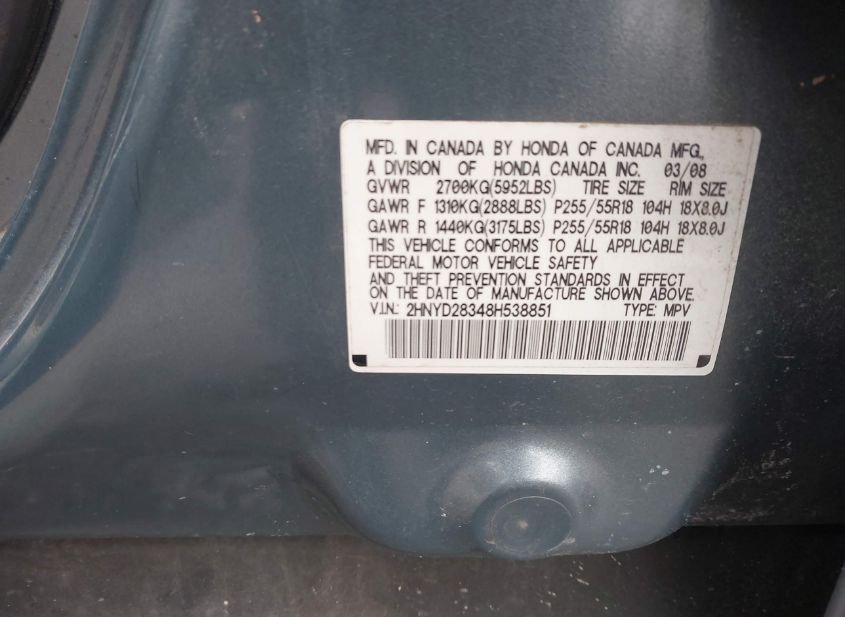 MFD. IN CANADA BY HONDA OF CANADA MFG.,
A DIVISION OF HONDA CANADA INC. 03/08
GVWR 2700KG(5952LBS) TIRE SIZE RIM SIZE
GAWR F 1310KG(2888LBS) P255/55R18 104H 18X8.0J
GAWR R 1440KG(3175LBS) P255/55R18 104H 18X8.0J
THIS VEHICLE CONFORMS TO ALL APPLICABLE
FEDERAL MOTOR VEHICLE SAFETY
AND THEFT PREVENTION STANDARDS IN EFFECT
ON THE DATE OF MANUFACTURE SHOWN ABOVE.
V.I.N.: 2HNYD28348H538851 TYPE: MPV